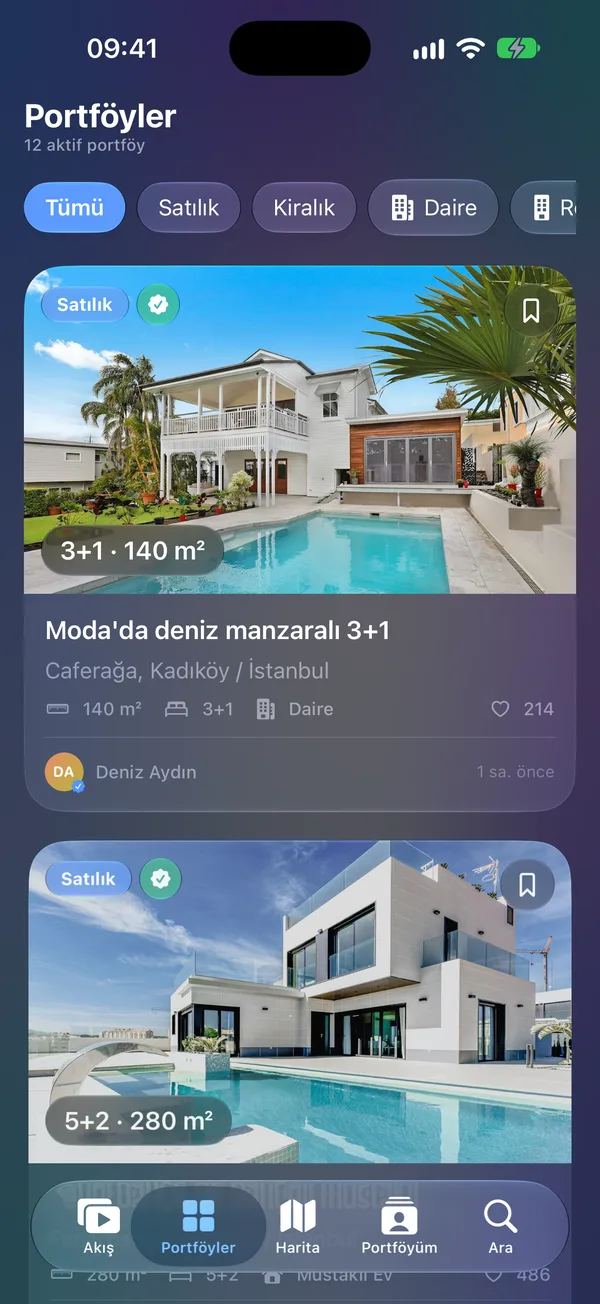 09:41
Portföyler
12 aktif portföy
Tümü
Satılık
Kiralık
Daire
Satılık
3+1 · 140 m²
Moda'da deniz manzaralı 3+1
Caferağa, Kadıköy / İstanbul
140 m² 3+1 Daire 214
DA Deniz Aydın 1 sa. önce
Satılık
5+2 · 280 m²
Akış Portföyler Harita Portföyüm Ara
280 m² 5+2 Müstakil Ev 486